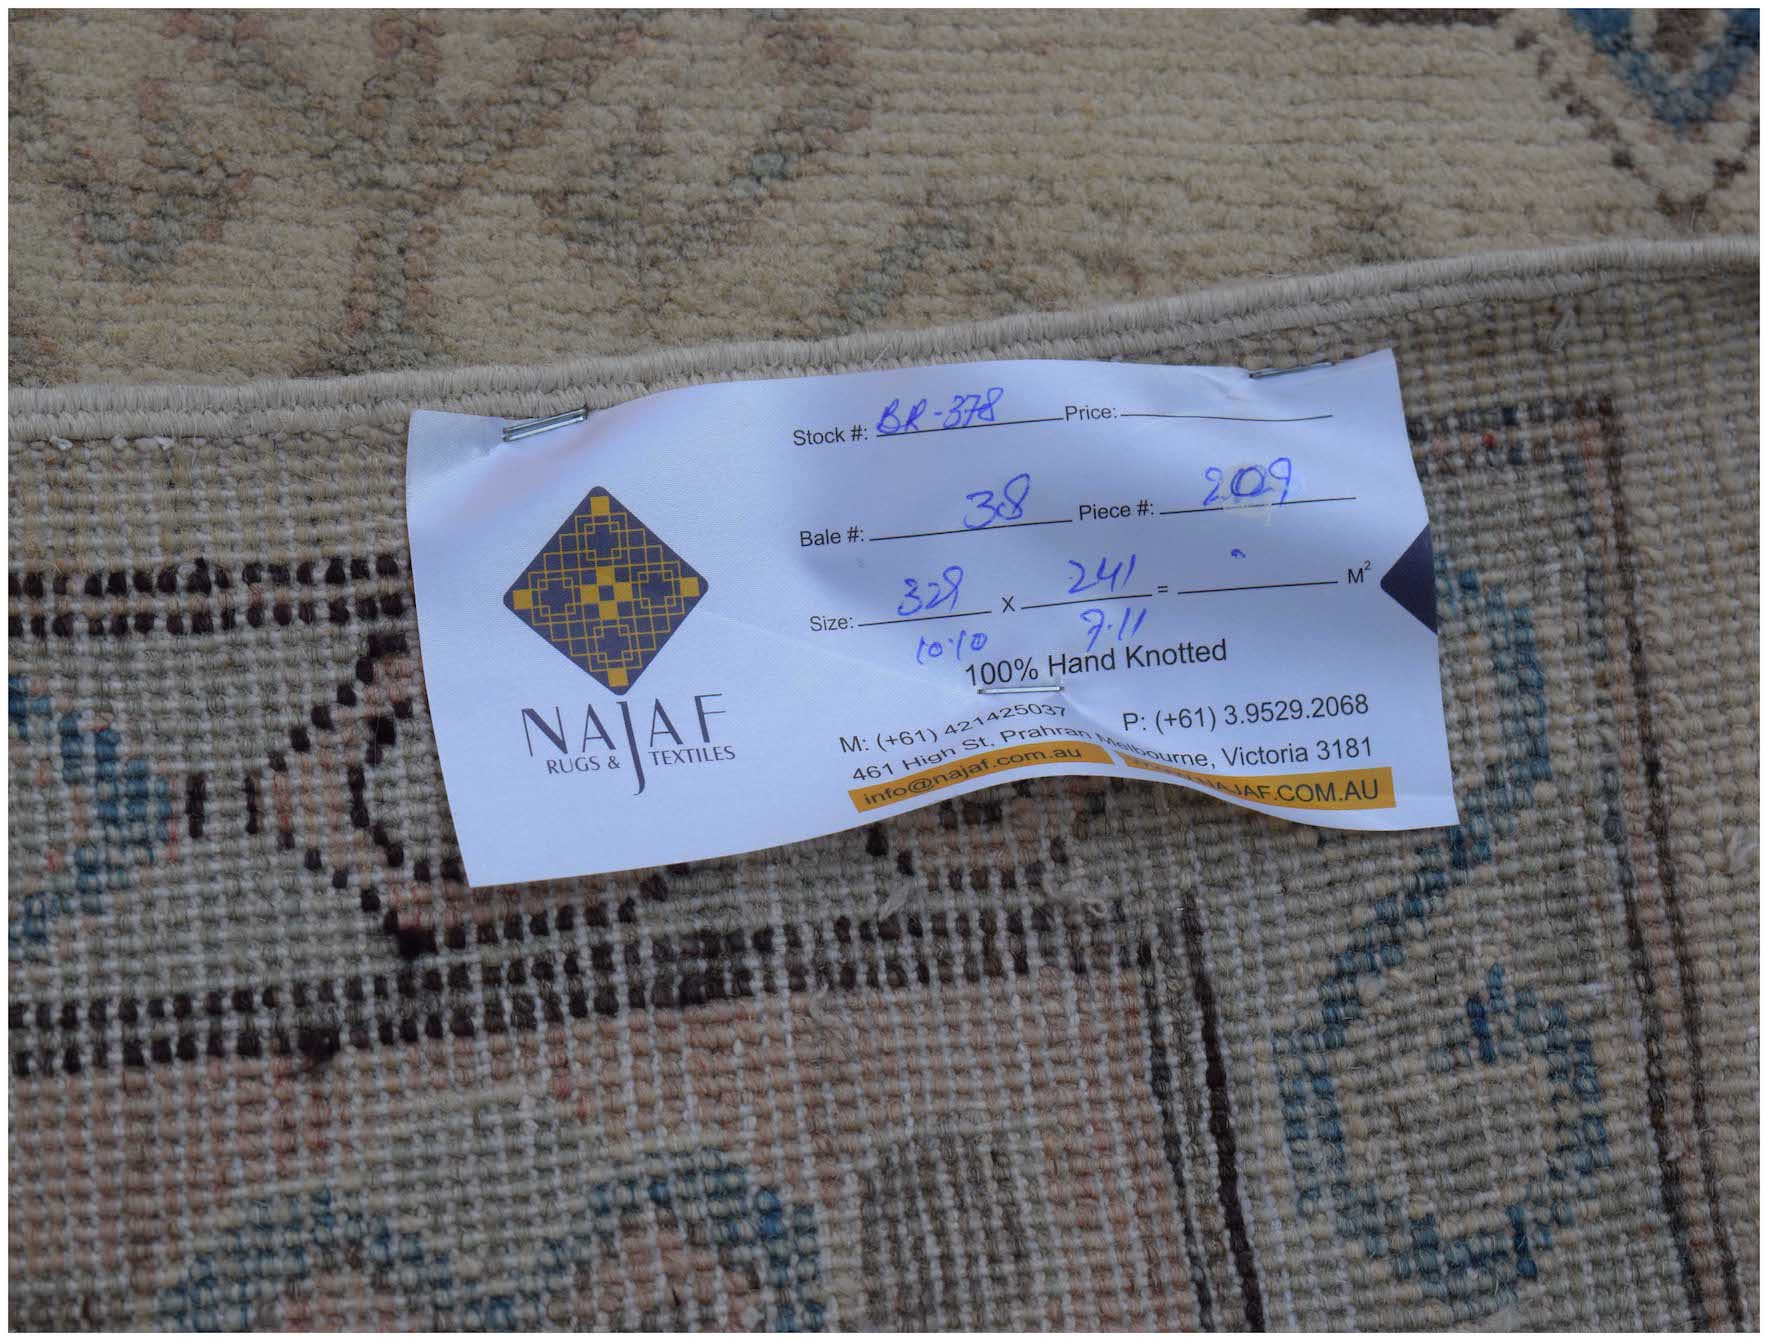 Stock #: BR-378 Price:
Bale #: 38 Piece #: 209
Size: 329 x 241 = M²
10.10 7.11
100% Hand Knotted
NAJAF
RUGS & TEXTILES
M: (+61) 421425037 P: (+61) 3.9529.2068
461 High St, Prahran Melbourne, Victoria 3181
info@najaf.com.au WWW.NAJAF.COM.AU